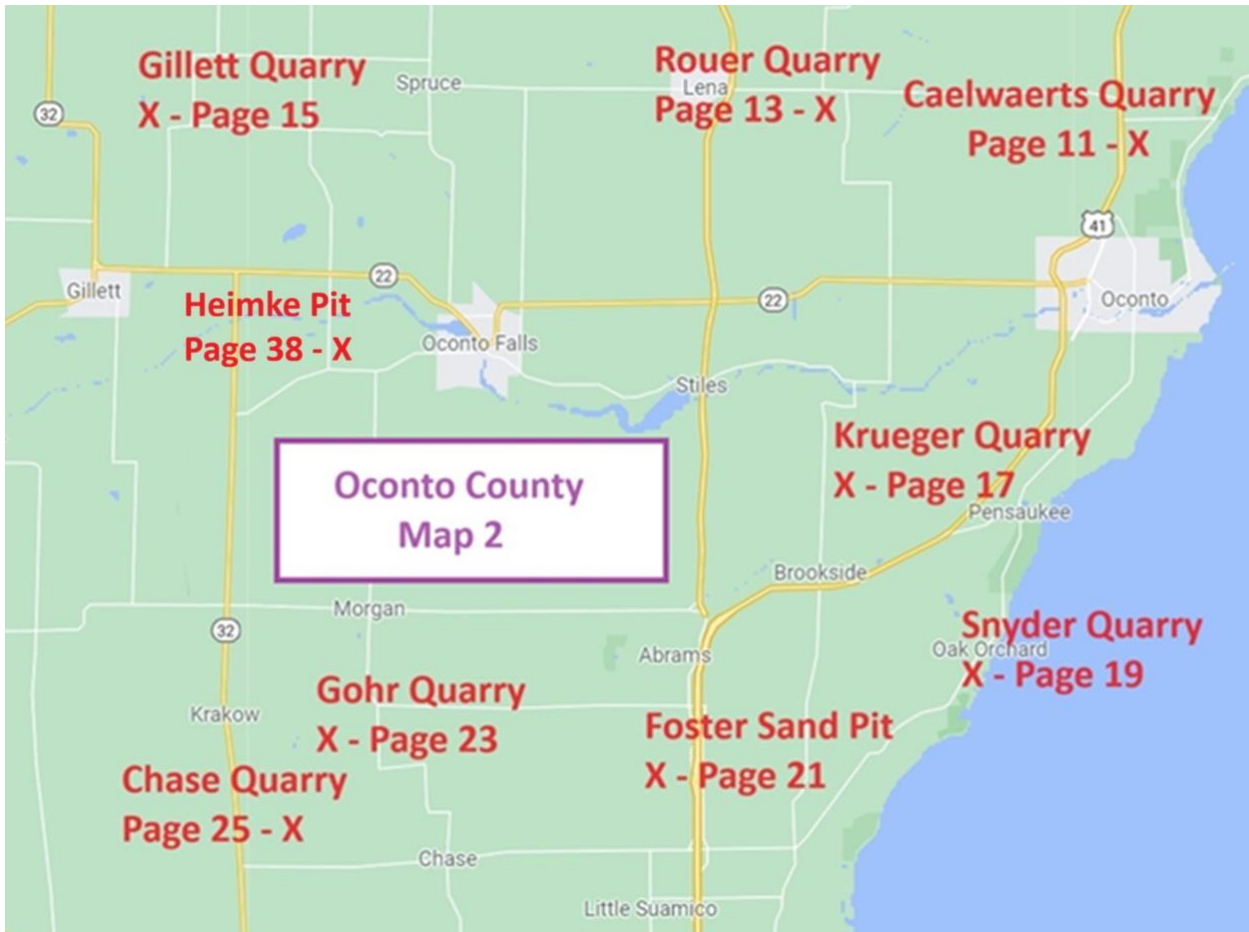 Gillett Quarry
X - Page 15
Spruce
Rouer Quarry
Lena
Page 13 - X
Caelwaerts Quarry
Page 11 - X
32
41
Gillett
22
Heimke Pit
Page 38 - X
Oconto Falls
22
Oconto
Stiles
Krueger Quarry
X - Page 17
Pensaukee
Oconto County
Map 2
Brookside
Morgan
32
Abrams
Snyder Quarry
Oak Orchard
X - Page 19
Krakow
Gohr Quarry
X - Page 23
Foster Sand Pit
X - Page 21
Chase Quarry
Page 25 - X
Chase
Little Suamico